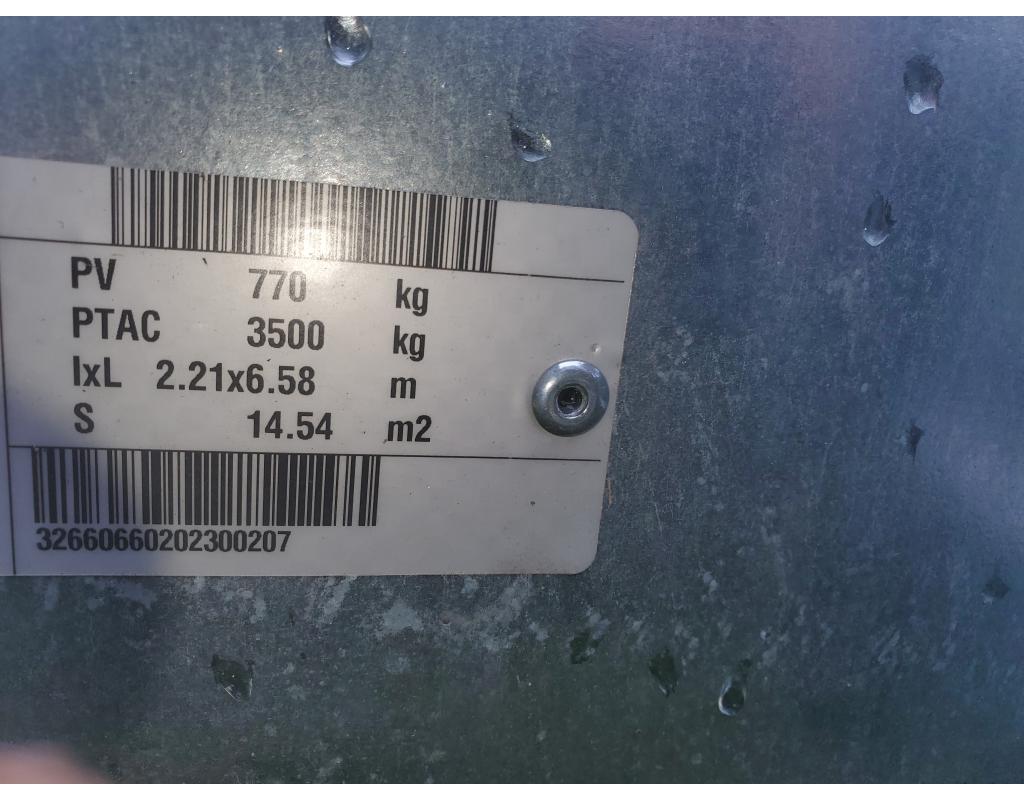 PV 770 kg
PTAC 3500 kg
lxL 2.21x6.58 m
S 14.54 m2
32660660202300207